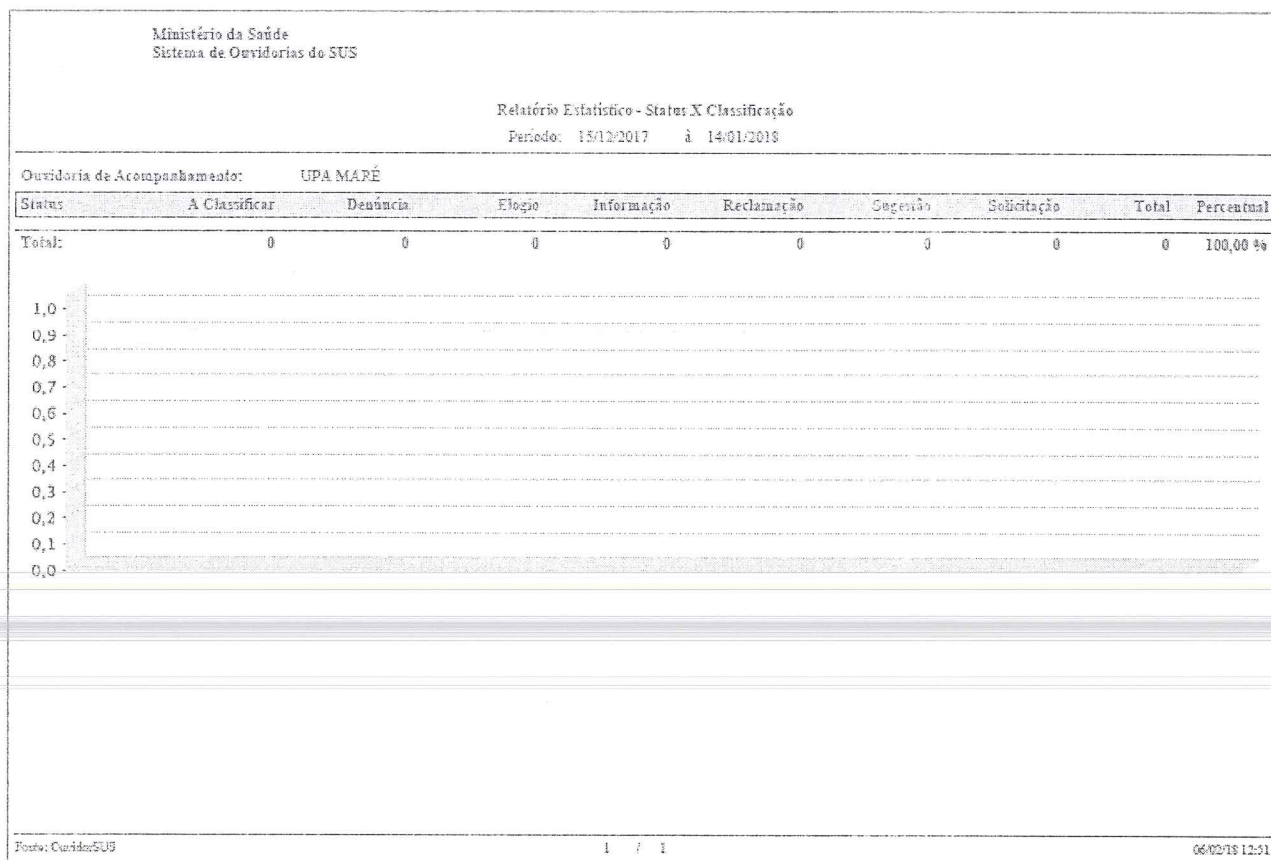 Ministério da Saúde
Sistema de Ouvidorias do SUS
Relatório Estatístico - Status X Classificação
Período: 15/12/2017 à 14/01/2018
Ouvidoria de Acompanhamento: UPA MARÉ
Status A Classificar Denúncia Elogio Informação Reclamação Sugestão Solicitação Total Percentual
Total: 0 0 0 0 0 0 0 0 100,00 %
1,0
0,9
0,8
0,7
0,6
0,5
0,4
0,3
0,2
0,1
0,0
Fonte: OuvidorSUS 1 / 1 06/02/18 12:51